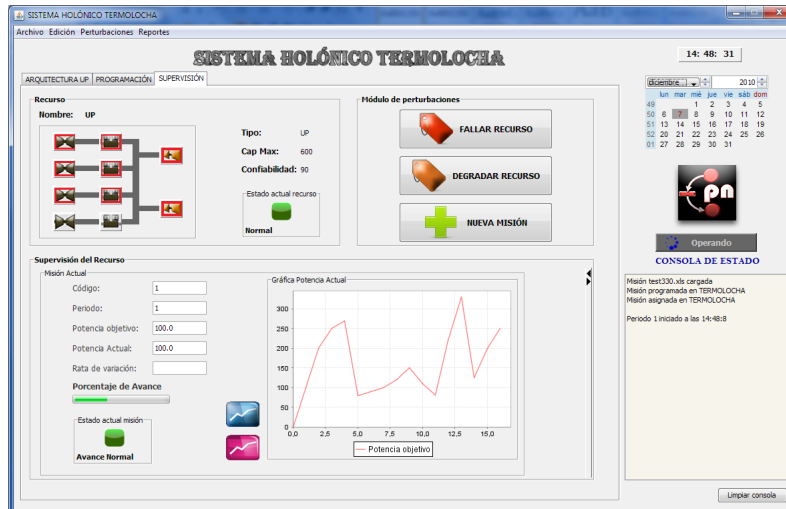 SISTEMA HOLÓNICO TERMOLOCHA
Archivo Edición Perturbaciones Reportes
SISTEMA HOLÓNICO TERMOLOCHA
14: 48: 31
ARQUITECTURA UP PROGRAMACIÓN SUPERVISIÓN
Recurso
Nombre: UP
Tipo: UP
Cap Max: 600
Confiabilidad: 90
Estado actual recurso
Normal
Módulo de perturbaciones
FALLAR RECURSO
DEGRADAR RECURSO
NUEVA MISIÓN
diciembre 2010
lun mar mié jue vie sáb dom
49 1 2 3 4 5
50 6 7 8 9 10 11 12
51 13 14 15 16 17 18 19
52 20 21 22 23 24 25 26
01 27 28 29 30 31
epn
Operando
CONSOLA DE ESTADO
Misión test330.xls cargada
Misión programada en TERMOLOCHA
Misión asignada en TERMOLOCHA
Periodo 1 iniciado a las 14:48:8
Limpiar consola
Supervisión del Recurso
Misión Actual
Código: 1
Periodo: 1
Potencia objetivo: 100.0
Potencia Actual: 100.0
Rata de variación:
Porcentaje de Avance
Estado actual misión
Avance Normal
Gráfica Potencia Actual
300
250
200
150
100
50
0
0,0 2,5 5,0 7,5 10,0 12,5 15,0
Potencia objetivo